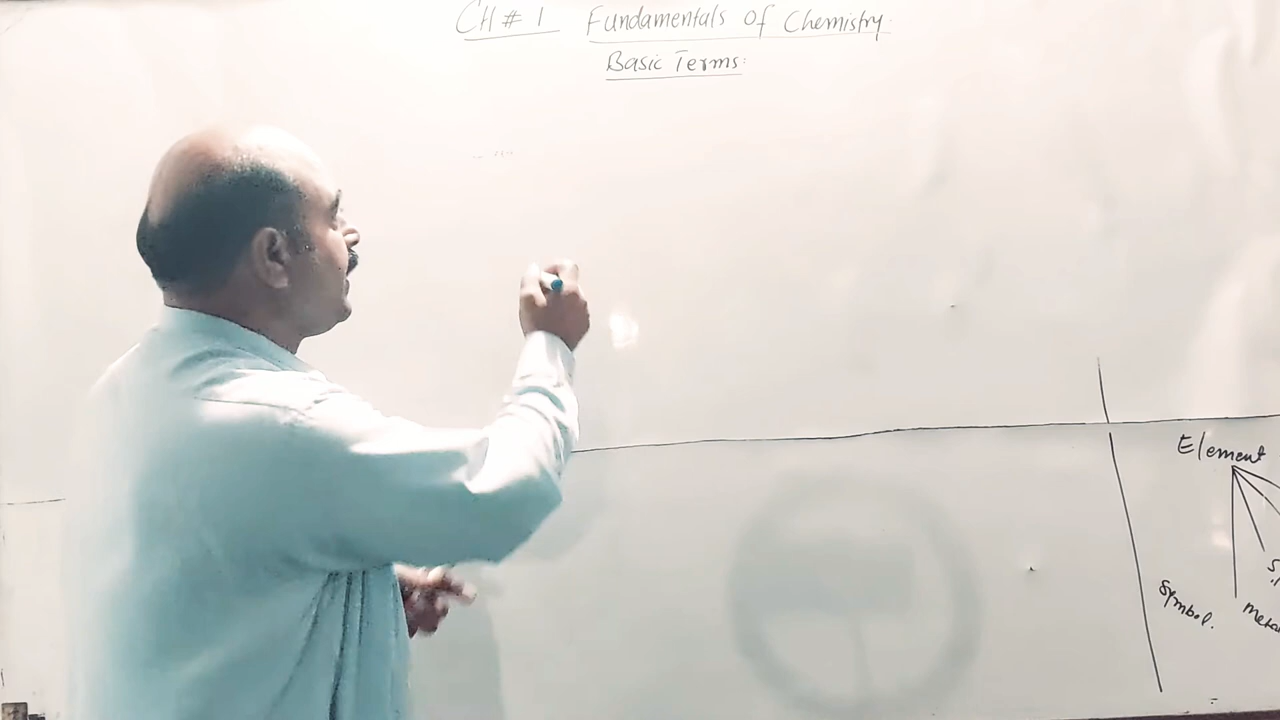 CH # 1 Fundamentals of Chemistry
Basic Terms:
Element
Symbol.